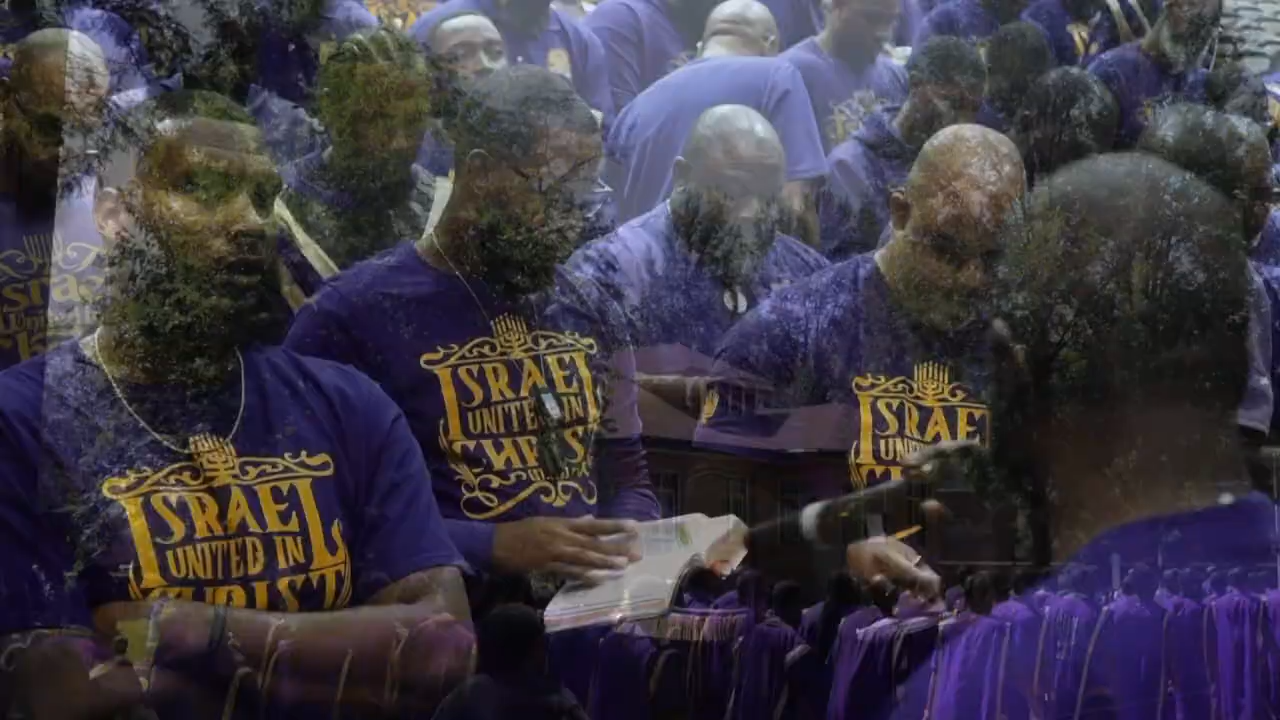 ISRAEL
UNITED IN
CHRIST
ISRAEL
UNITED IN
CHRIST
ISRAEL